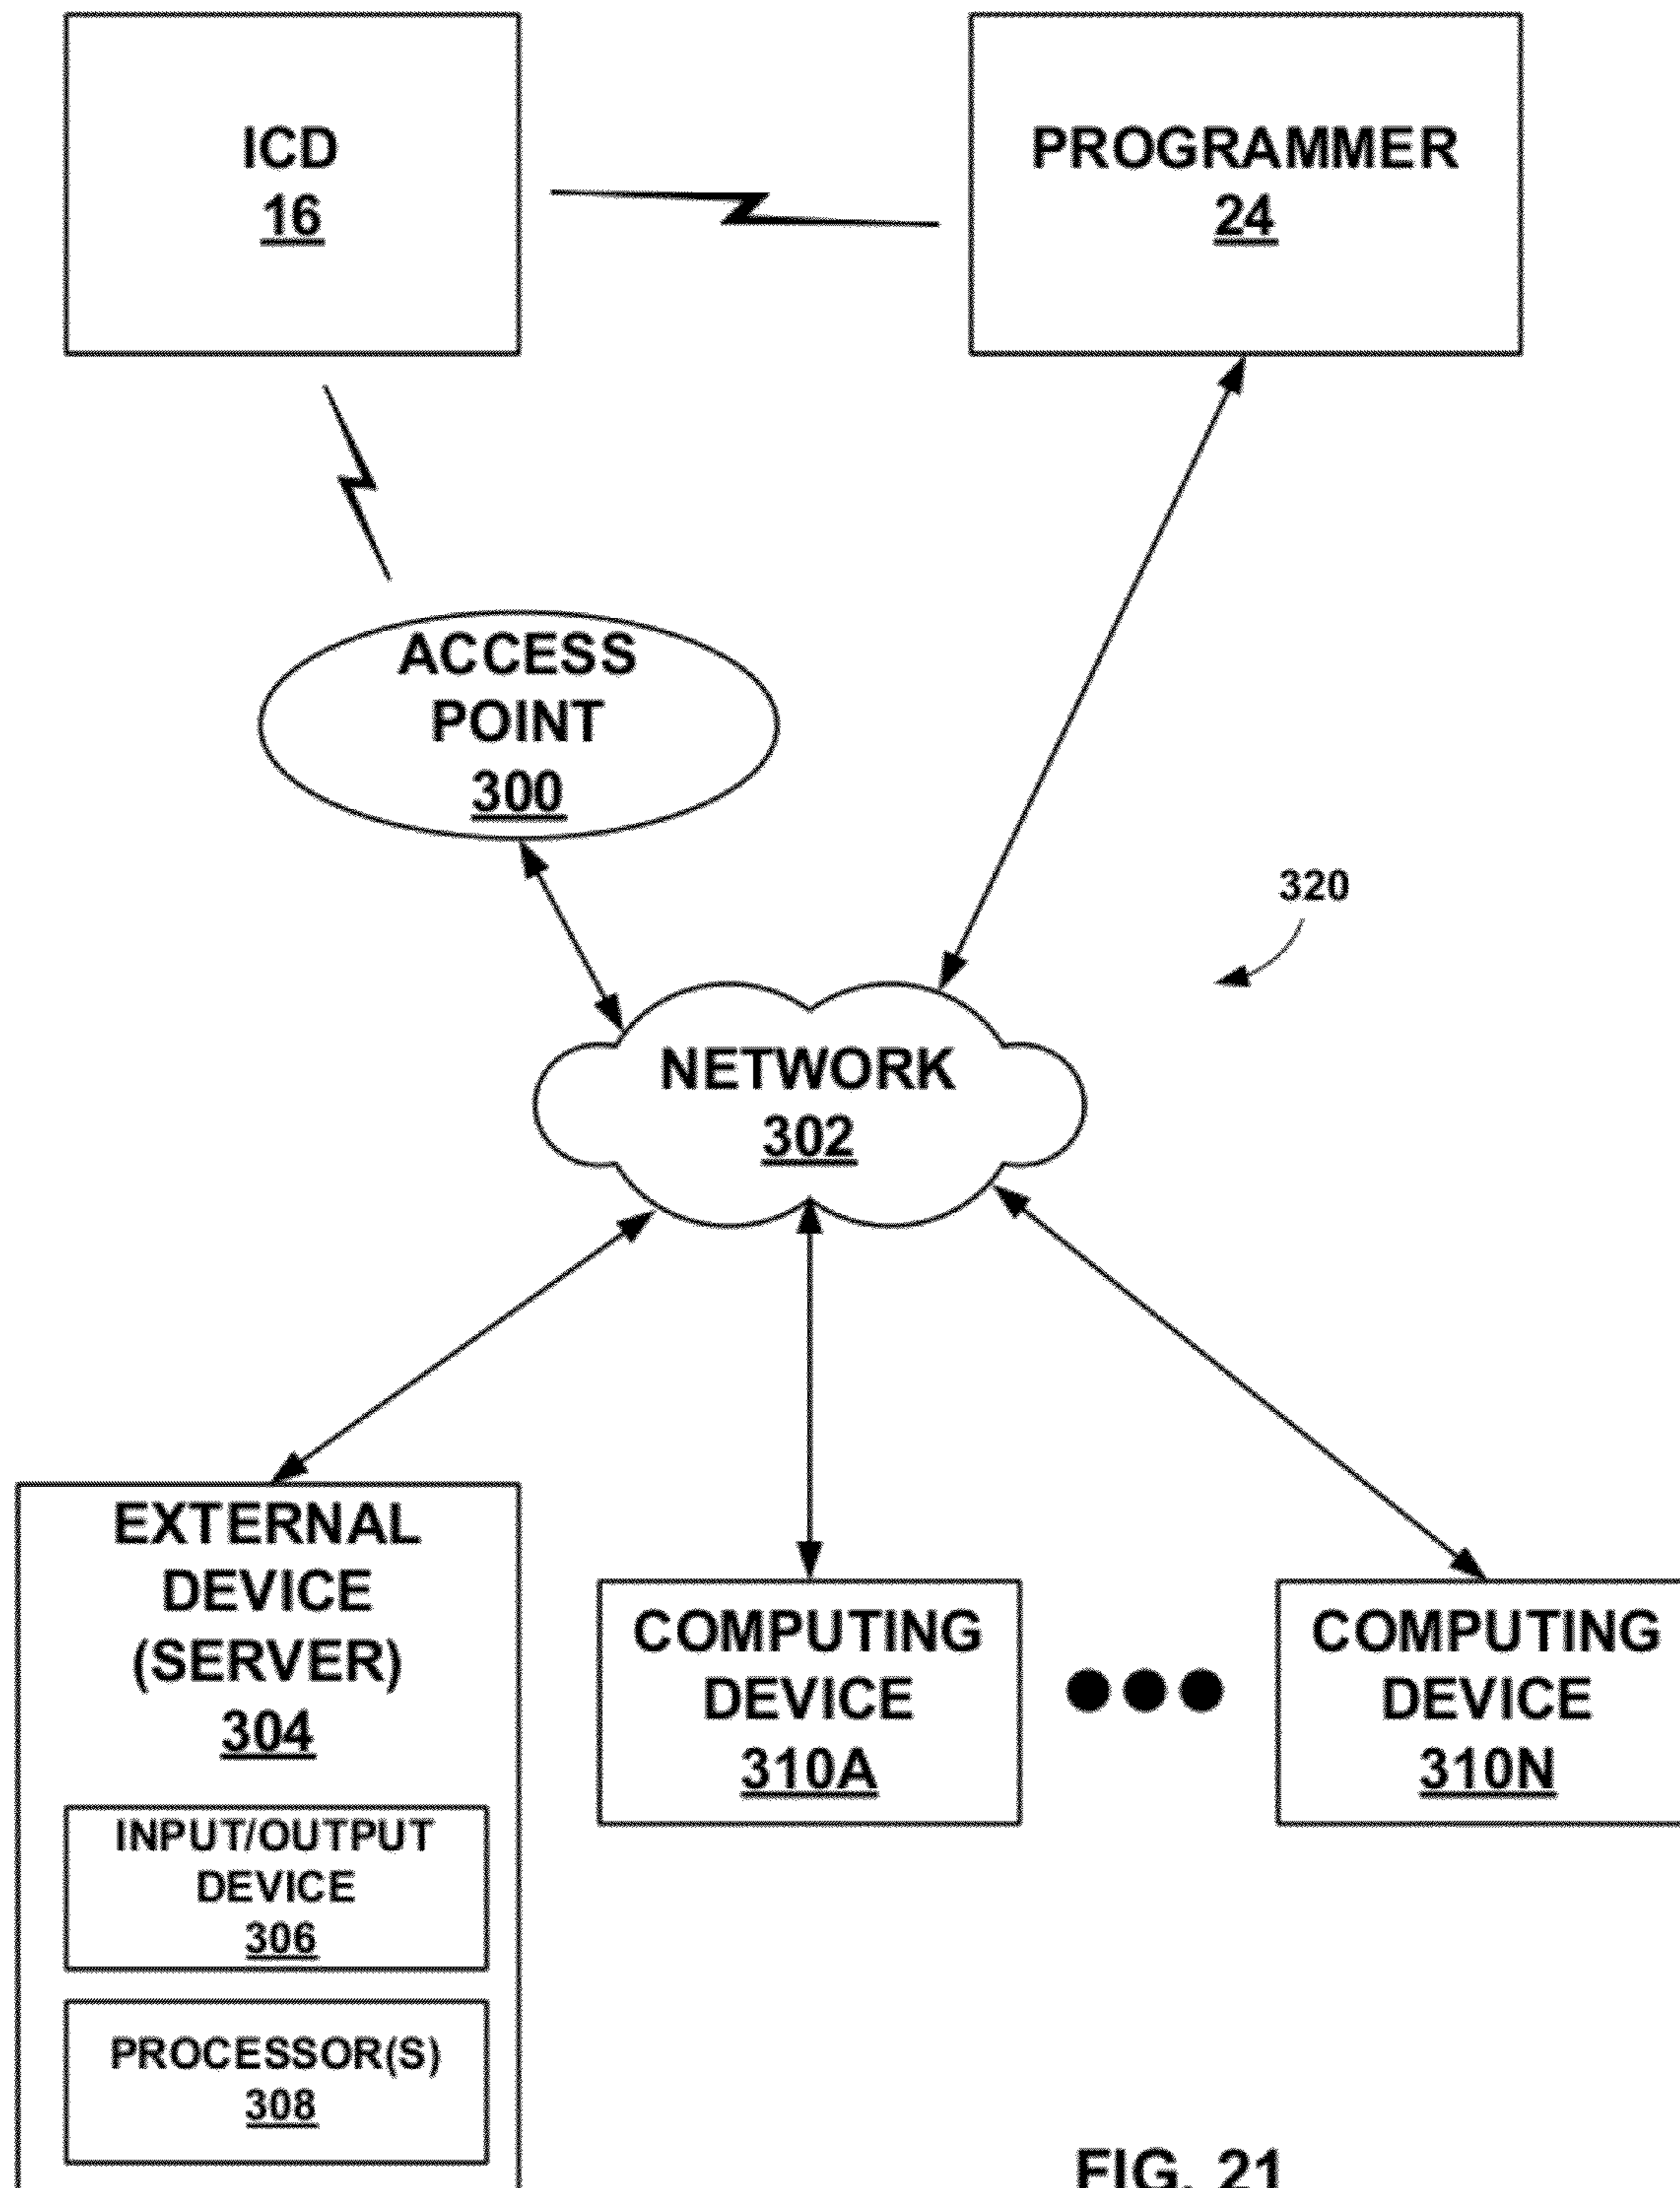 ICD
16
PROGRAMMER
24
ACCESS
POINT
300
320
NETWORK
302
EXTERNAL
DEVICE
(SERVER)
304
INPUT/OUTPUT
DEVICE
306
PROCESSOR(S)
308
COMPUTING
DEVICE
310A
COMPUTING
DEVICE
310N
FIG. 21